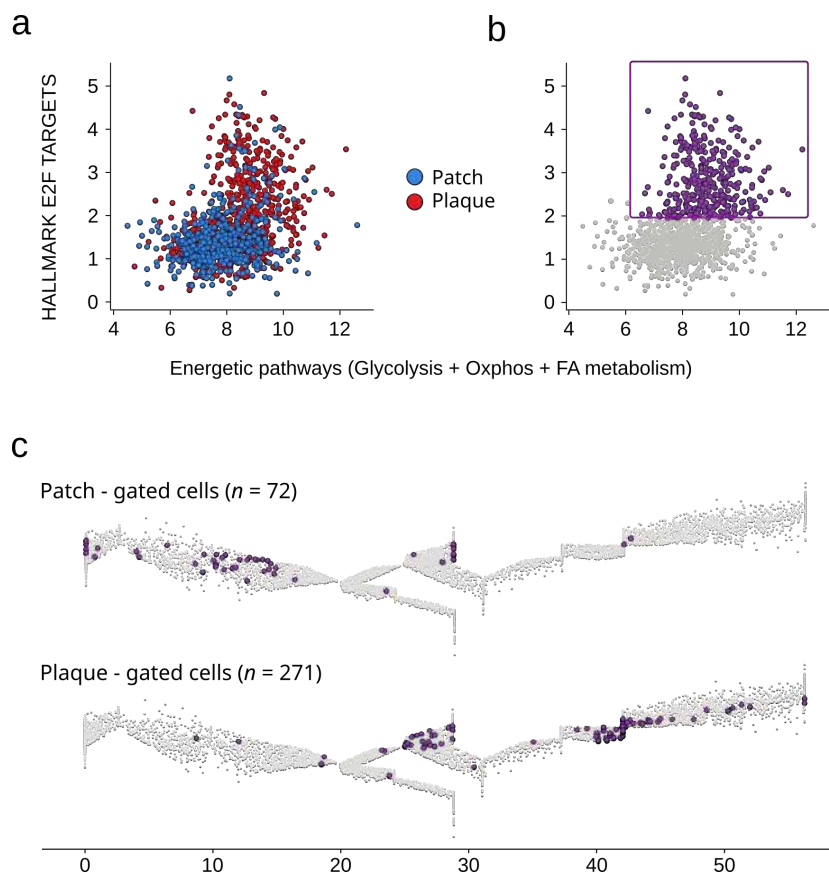 a
b
HALLMARK E2F TARGETS
5
4
3
2
1
0
4 6 8 10 12
Patch
Plaque
5
4
3
2
1
0
4 6 8 10 12
Energetic pathways (Glycolysis + Oxphos + FA metabolism)
c
Patch - gated cells (n = 72)
Plaque - gated cells (n = 271)
0 10 20 30 40 50